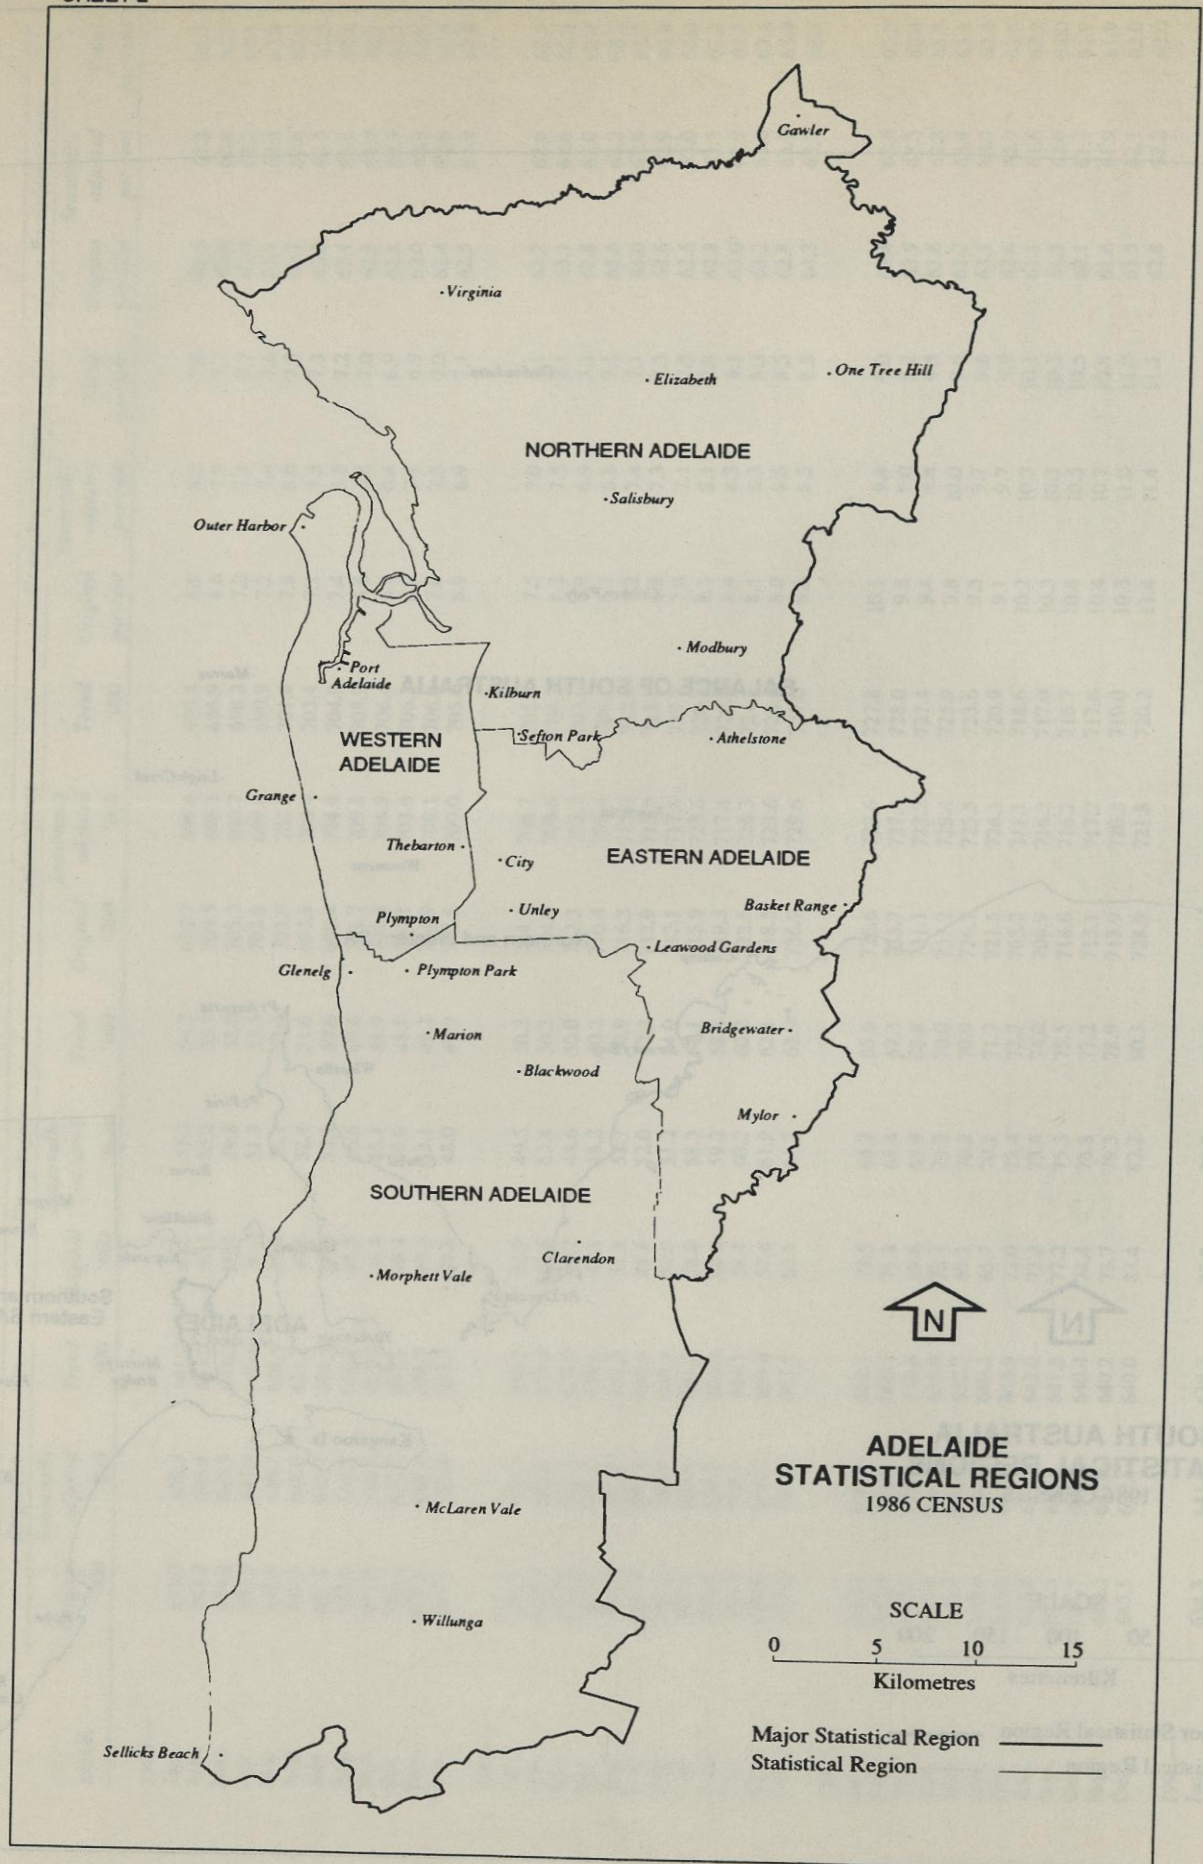 Gawler
Virginia
Elizabeth
One Tree Hill
NORTHERN ADELAIDE
Salisbury
Outer Harbor
Modbury
Port
Adelaide
Kilburn
Sefton Park
Athelstone
WESTERN
ADELAIDE
Grange
Thebarton
City
EASTERN ADELAIDE
Unley
Basket Range
Plympton
Leawood Gardens
Glenelg
Plympton Park
Marion
Bridgewater
Blackwood
Mylor
SOUTHERN ADELAIDE
Clarendon
Morphett Vale
N
ADELAIDE
STATISTICAL REGIONS
1986 CENSUS
McLaren Vale
Willunga
SCALE
0 5 10 15
Kilometres
Major Statistical Region
Statistical Region
Sellicks Beach